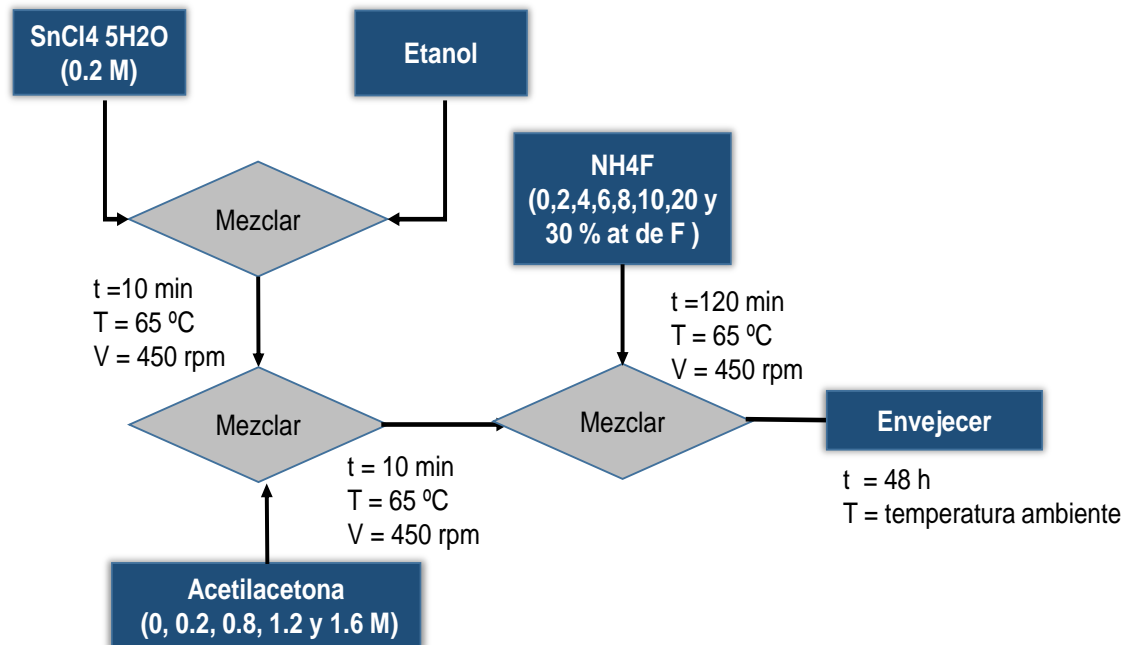 SnCl4 5H2O
(0.2 M)
Etanol
Mezclar
NH4F
(0,2,4,6,8,10,20 y
30 % at de F )
t =10 min
T = 65 ºC
V = 450 rpm
t =120 min
T = 65 ºC
V = 450 rpm
Mezclar
Mezclar
Envejecer
t = 10 min
T = 65 ºC
V = 450 rpm
t = 48 h
T = temperatura ambiente
Acetilacetona
(0, 0.2, 0.8, 1.2 y 1.6 M)